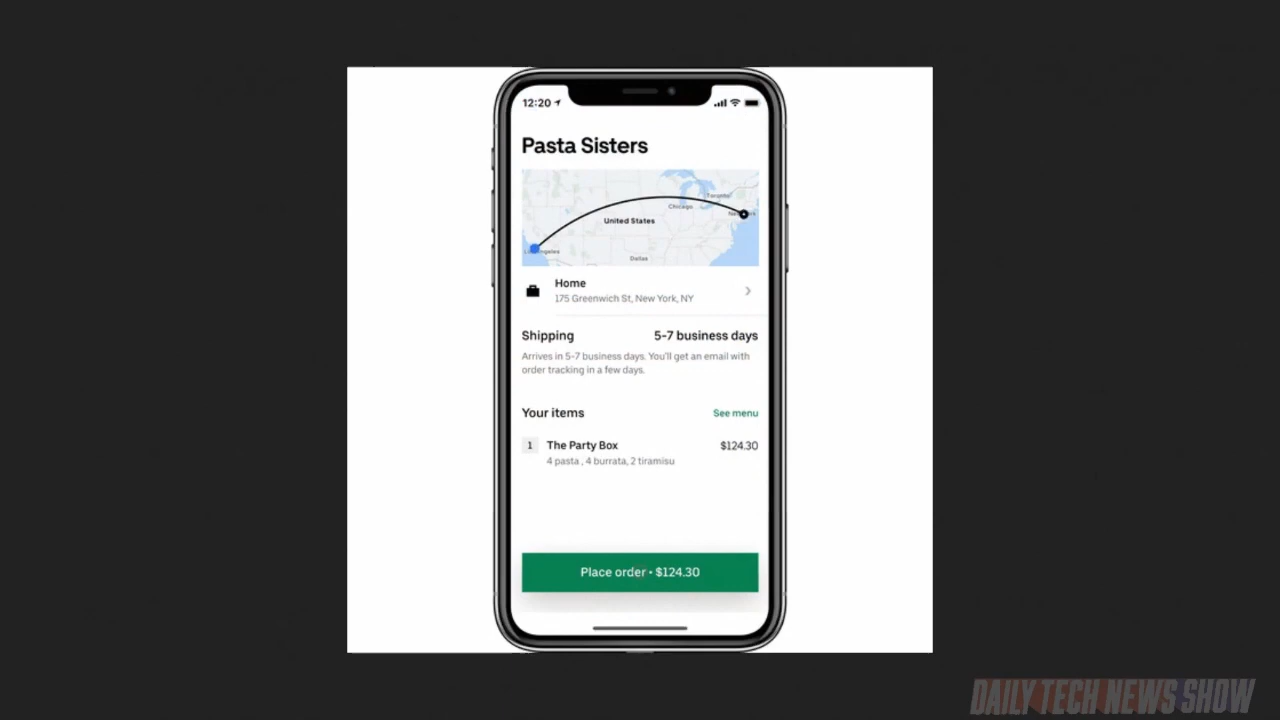 12:20
Pasta Sisters
Toronto
Chicago
United States
Dallas
Home
175 Greenwich St, New York, NY
Shipping 5-7 business days
Arrives in 5-7 business days. You'll get an email with
order tracking in a few days.
Your items See menu
1 The Party Box $124.30
4 pasta , 4 burrata, 2 tiramisu
Place order • $124.30
DAILY TECH NEWS SHOW